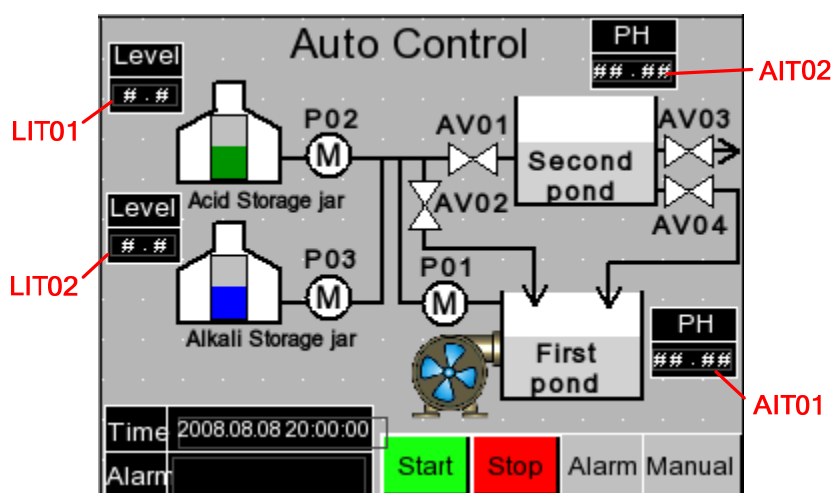 Auto Control
Level
#.#
LIT01
PH
##.##
AIT02
P02
AV01
AV03
M
Second
pond
Acid Storage jar
Level
#.#
LIT02
AV02
AV04
P03
P01
M
M
Alkali Storage jar
First
pond
PH
##.##
AIT01
Time
2008.08.08 20:00:00
Alarm
Start
Stop
Alarm
Manual